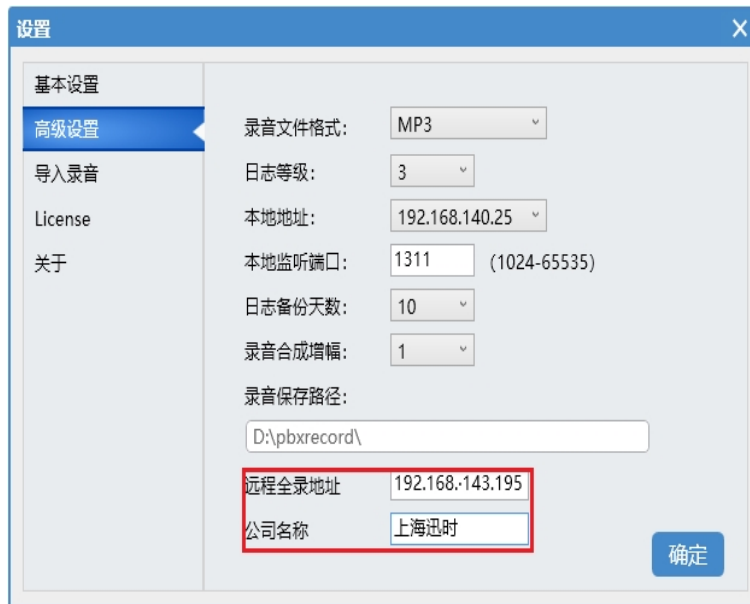 设置
基本设置
高级设置
导入录音
License
关于
录音文件格式: MP3
日志等级: 3
本地地址: 192.168.140.25
本地监听端口: 1311 (1024-65535)
日志备份天数: 10
录音合成增幅: 1
录音保存路径:
D:\pbxrecord\
远程全录地址 192.168.·143.195
公司名称 上海迅时
确定